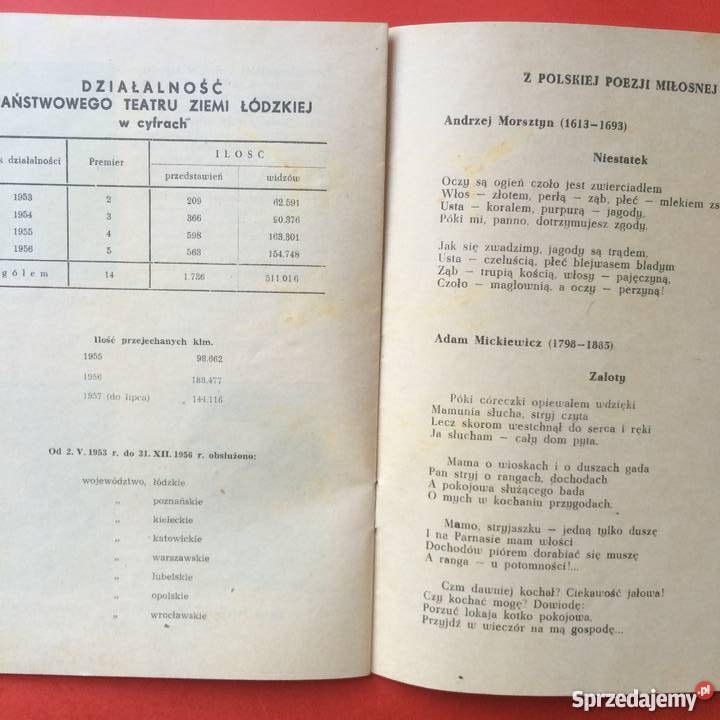 DZIAŁALNOŚĆ
AŃSTWOWEGO TEATRU ZIEMI ŁÓDZKIEJ
w cyfrach
k działalności Premier ILOŚĆ
przedstawień widzów
1953 2 209 62.591
1954 3 366 90.376
1955 4 598 163.301
1956 5 563 154.748
gółem 14 1.736 511.016
Ilość przejechanych klm.
1955 98.662
1956 188.477
1957 (do lipca) 144.116
Od 2. V. 1953 r. do 31. XII. 1956 r. obsłużono:
województwo, łódzkie
„ poznańskie
„ kieleckie
„ katowickie
„ warszawskie
„ lubelskie
„ opolskie
„ wrocławskie
Z POLSKIEJ POEZJI MIŁOSNEJ
Andrzej Morsztyn (1613—1693)
Niestatek
Oczy są ogień czoło jest zwierciadłem
Włos — złotem, perłą — ząb, płeć — mlekiem zs
Usta — koralem, purpurą — jagody,
Póki mi, panno, dotrzymujesz zgody.
Jak się zwadzimy, jagody są trądem,
Usta — czeluścią, płeć blejwasem bladym
Ząb — trupią kością, włosy — pajęczyną,
Czoło — maglownią, a oczy — perzyną!
Adam Mickiewicz (1798—1885)
Zaloty
Póki córeczki opiewałem wdzięki
Mamunia słucha, stryj czyta
Lecz skorom westchnął do serca i ręki
Ja słucham — cały dom pyta.
Mama o wioskach i o duszach gada
Pan stryj o rangach, dochodach
A pokojowa służącego bada
O mych w kochaniu przygodach.
Mamo, stryjaszku — jedną tylko duszę
I na Parnasie mam włości
Dochodów piórem dorabiać się muszę
A ranga — u potomności!...
Czm dawniej kochał? Ciekawość jałowa!
Czy kochać mogę? Dowiodę:
Porzuć lokaja kotko pokojowa,
Przyjdź w wieczór na mą gospodę...
Sprzedajemy.pl